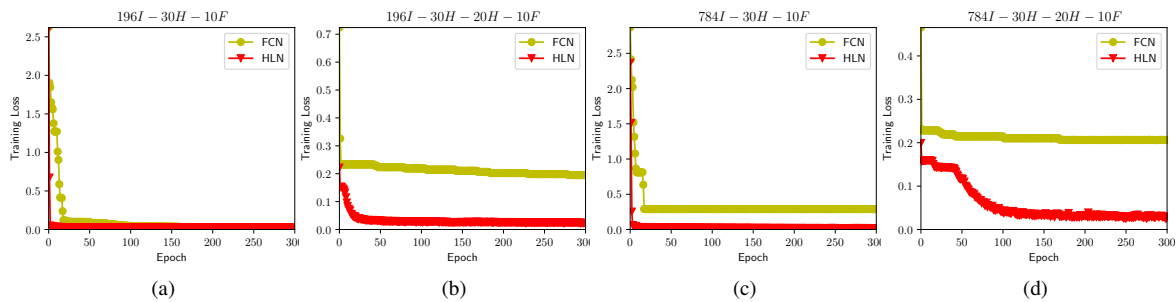 196I − 30H − 10F
2.5
2.0
1.5
1.0
0.5
0.0
Training Loss
FCN
HLN
0 50 100 150 200 250 300
Epoch
(a)
196I − 30H − 20H − 10F
0.7
0.6
0.5
0.4
0.3
0.2
0.1
0.0
Training Loss
FCN
HLN
0 50 100 150 200 250 300
Epoch
(b)
784I − 30H − 10F
2.5
2.0
1.5
1.0
0.5
0.0
Training Loss
FCN
HLN
0 50 100 150 200 250 300
Epoch
(c)
784I − 30H − 20H − 10F
0.4
0.3
0.2
0.1
0.0
Training Loss
FCN
HLN
0 50 100 150 200 250 300
Epoch
(d)